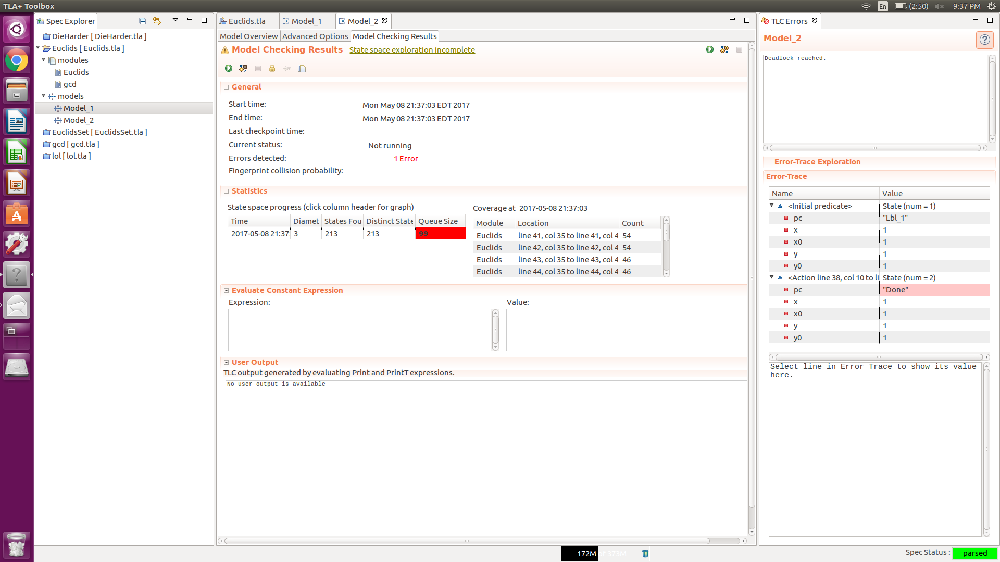 TLA+ Toolbox
En
(2:50)
9:37 PM
Spec Explorer
DieHarder [ DieHarder.tla ]
Euclids [ Euclids.tla ]
modules
Euclids
gcd
models
Model_1
Model_2
EuclidsSet [ EuclidsSet.tla ]
gcd [ gcd.tla ]
lol [ lol.tla ]
Euclids.tla
Model_1
Model_2
Model Overview
Advanced Options
Model Checking Results
Model Checking Results
State space exploration incomplete
General
Start time:
Mon May 08 21:37:03 EDT 2017
End time:
Mon May 08 21:37:03 EDT 2017
Last checkpoint time:
Current status:
Not running
Errors detected:
1 Error
Fingerprint collision probability:
Statistics
State space progress (click column header for graph)
Time Diamet States Fou Distinct State Queue Size
2017-05-08 21:37: 3 213 213 99
Coverage at 2017-05-08 21:37:03
Module Location Count
Euclids line 41, col 35 to line 41, col 4 54
Euclids line 42, col 35 to line 42, col 4 54
Euclids line 43, col 35 to line 43, col 4 46
Euclids line 44, col 35 to line 44, col 4 46
Evaluate Constant Expression
Expression:
Value:
User Output
TLC output generated by evaluating Print and PrintT expressions.
No user output is available
TLC Errors
Model_2
Deadlock reached.
Error-Trace Exploration
Error-Trace
Name Value
<Initial predicate> State (num = 1)
pc "Lbl_1"
x 1
x0 1
y 1
y0 1
<Action line 38, col 10 to li State (num = 2)
pc "Done"
x 1
x0 1
y 1
y0 1
Select line in Error Trace to show its value
here.
172M of 373M
Spec Status :
parsed